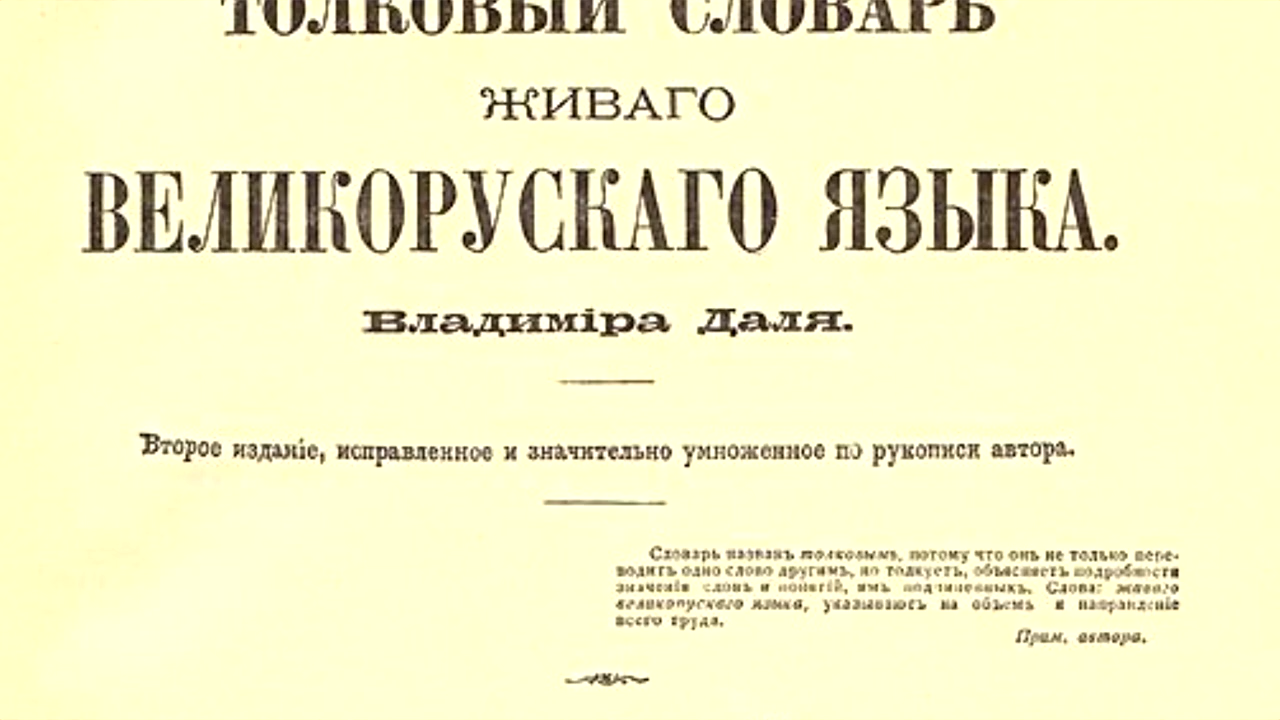 ТОЛКОВЫЙ СЛОВАРЬ
ЖИВАГО
ВЕЛИКОРУСКАГО ЯЗЫКА.
Владиміра Даля.
Второе изданіе, исправленное и значительно умноженное по рукописи автора.
Словарь названъ толковымъ, потому что онъ не только пере-
водитъ одно слово другимъ, но толкуетъ, объясняетъ подробности
значенія словъ и понятій, имъ подчиненныхъ. Слова: живаго
великорускаго языка, указываютъ на объемъ и направленіе
всего труда.
Прим. автора.